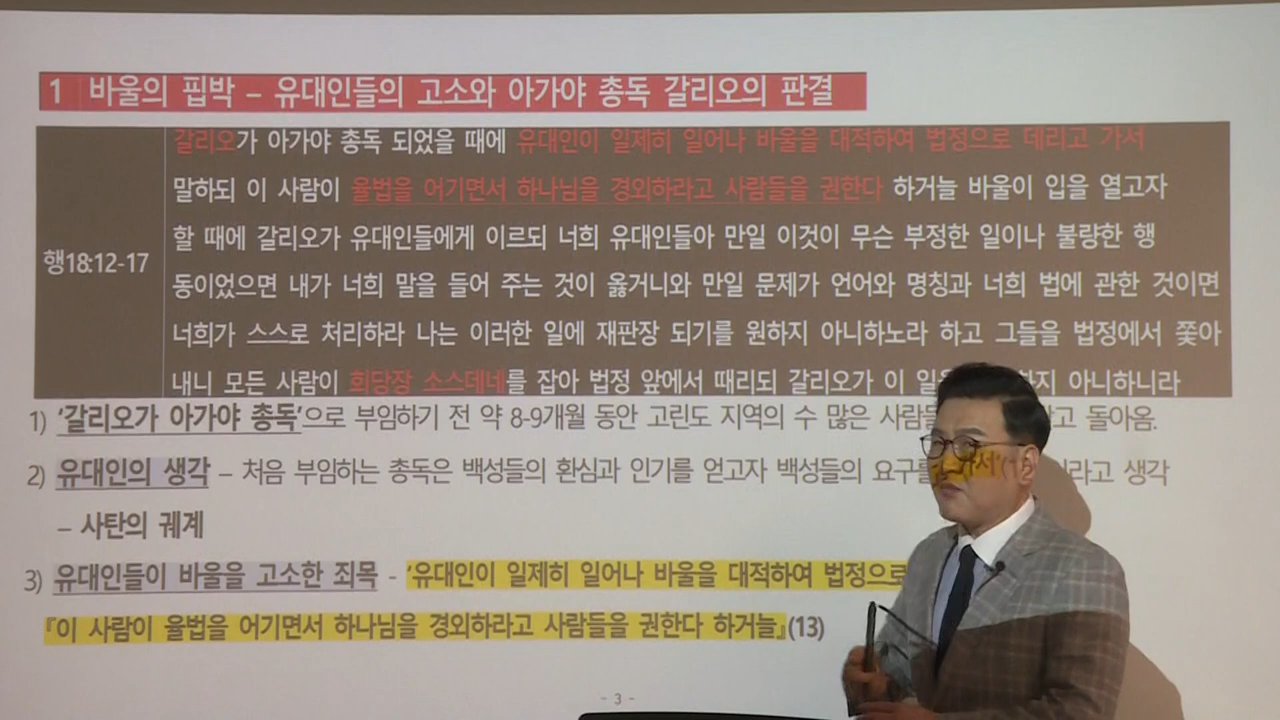 1 바울의 핍박 – 유대인들의 고소와 아가야 총독 갈리오의 판결
갈리오가 아가야 총독 되었을 때에 유대인이 일제히 일어나 바울을 대적하여 법정으로 데리고 가서
말하되 이 사람이 율법을 어기면서 하나님을 경외하라고 사람들을 권한다 하거늘 바울이 입을 열고자
할 때에 갈리오가 유대인들에게 이르되 너희 유대인들아 만일 이것이 무슨 부정한 일이나 불량한 행
행18:12-17
동이었으면 내가 너희 말을 들어 주는 것이 옳거니와 만일 문제가 언어와 명칭과 너희 법에 관한 것이면
너희가 스스로 처리하라 나는 이러한 일에 재판장 되기를 원하지 아니하노라 하고 그들을 법정에서 쫓아
내니 모든 사람이 회당장 소스데네를 잡아 법정 앞에서 때리되 갈리오가 이 아니하니라
1) ‘갈리오가 아가야 총독’으로 부임하기 전 약 8-9개월 동안 고린도 지역의 수 많은 돌아옴.
2) 유대인의 생각 – 처음 부임하는 총독은 백성들의 환심과 인기를 얻고자 백성들의 생각
– 사탄의 궤계
3) 유대인들이 바울을 고소한 죄목 - ‘유대인이 일제히 일어나 바울을 대적하여 법정으로 가서’
『이 사람이 율법을 어기면서 하나님을 경외하라고 사람들을 권한다 하거늘』(13)
- 3 -